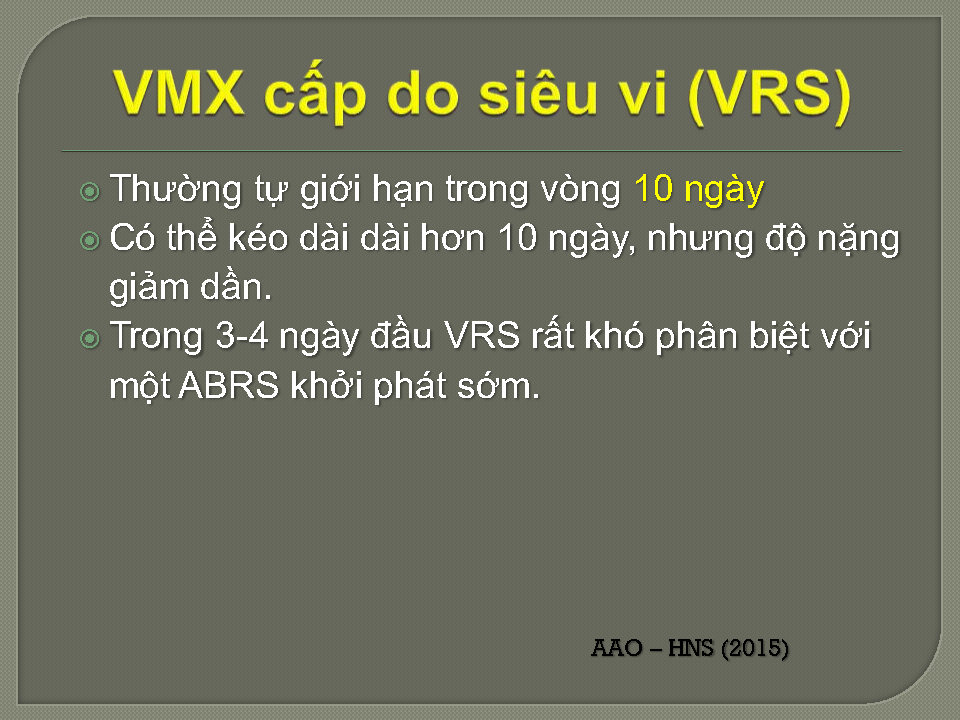 VMX cấp do siêu vi (VRS)
Thường tự giới hạn trong vòng 10 ngày
Có thể kéo dài dài hơn 10 ngày, nhưng độ nặng
giảm dần.
Trong 3-4 ngày đầu VRS rất khó phân biệt với
một ABRS khởi phát sớm.
AAO – HNS (2015)